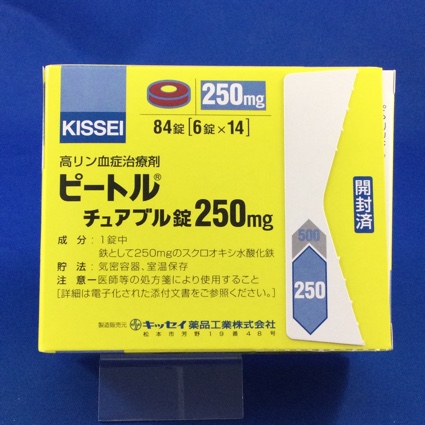 KISSEI
250mg
84錠[6錠×14]
高リン血症治療剤
ピートル®
チュアブル錠250mg
成 分：1錠中
鉄として250mgのスクロオキシ水酸化鉄
貯 法：気密容器、室温保存
注 意－医師等の処方箋により使用すること
[詳細は電子化された添付文書をご参照ください。]
製造販売元 キッセイ薬品工業株式会社
松本市芳野19番48号
開封済
500
250